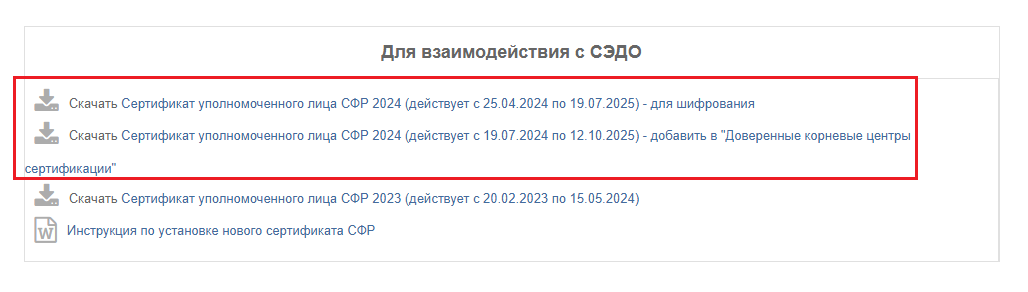 Для взаимодействия с СЭДО
Скачать Сертификат уполномоченного лица СФР 2024 (действует с 25.04.2024 по 19.07.2025) - для шифрования
Скачать Сертификат уполномоченного лица СФР 2024 (действует с 19.07.2024 по 12.10.2025) - добавить в "Доверенные корневые центры
сертификации"
Скачать Сертификат уполномоченного лица СФР 2023 (действует с 20.02.2023 по 15.05.2024)
W Инструкция по установке нового сертификата СФР